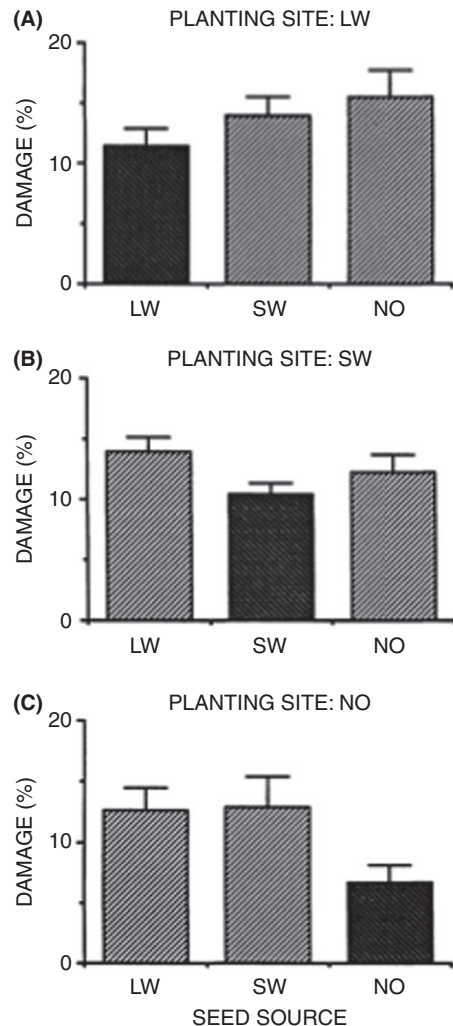 (A) PLANTING SITE: LW
20
10
0
DAMAGE (%)
LW SW NO
(B) PLANTING SITE: SW
20
10
0
DAMAGE (%)
LW SW NO
(C) PLANTING SITE: NO
20
10
0
DAMAGE (%)
LW SW NO
SEED SOURCE